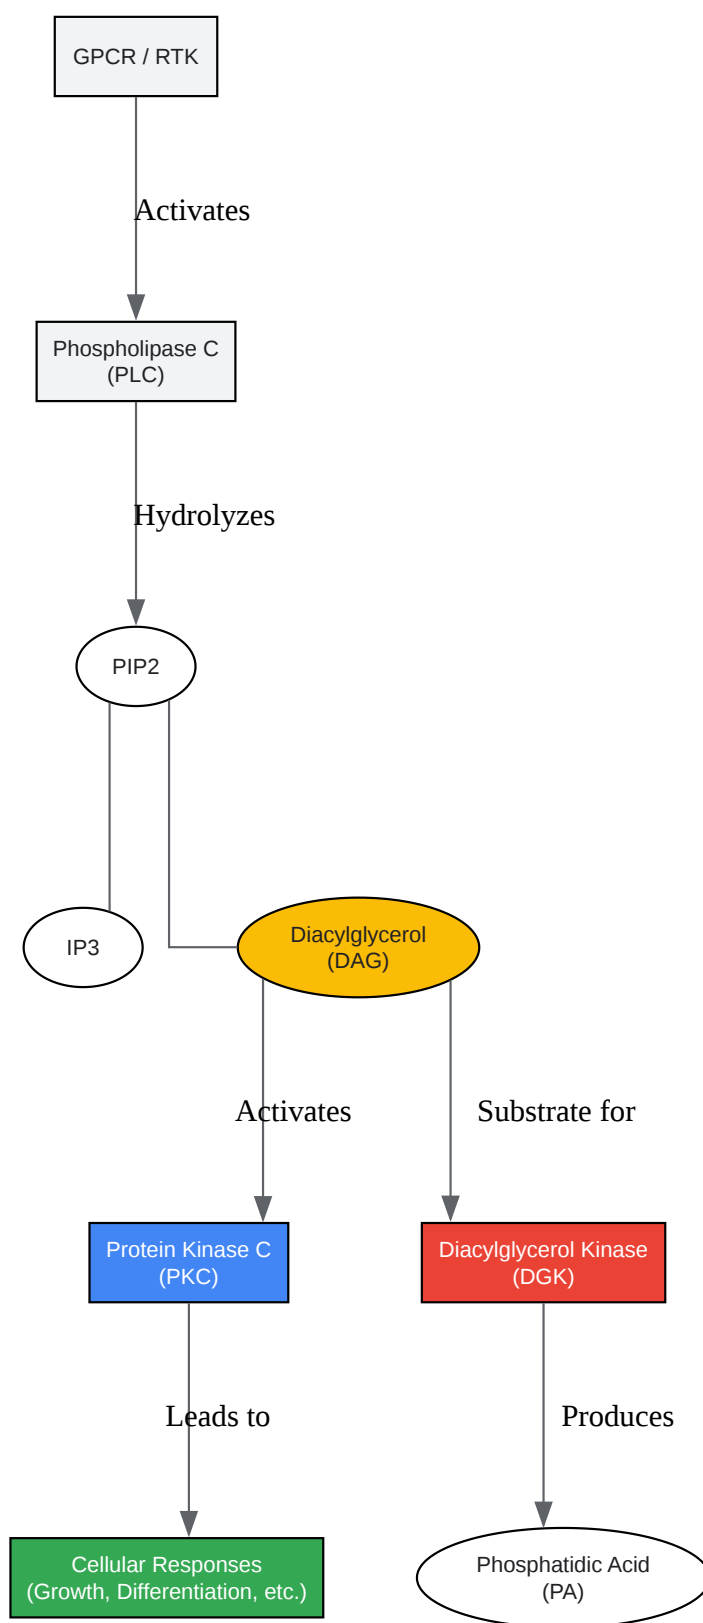 GPCR / RTK
Activates
Phospholipase C
(PLC)
Hydrolyzes
PIP2
IP3
Diacylglycerol
(DAG)
Activates
Substrate for
Protein Kinase C
(PKC)
Diacylglycerol Kinase
(DGK)
Leads to
Produces
Cellular Responses
(Growth, Differentiation, etc.)
Phosphatidic Acid
(PA)